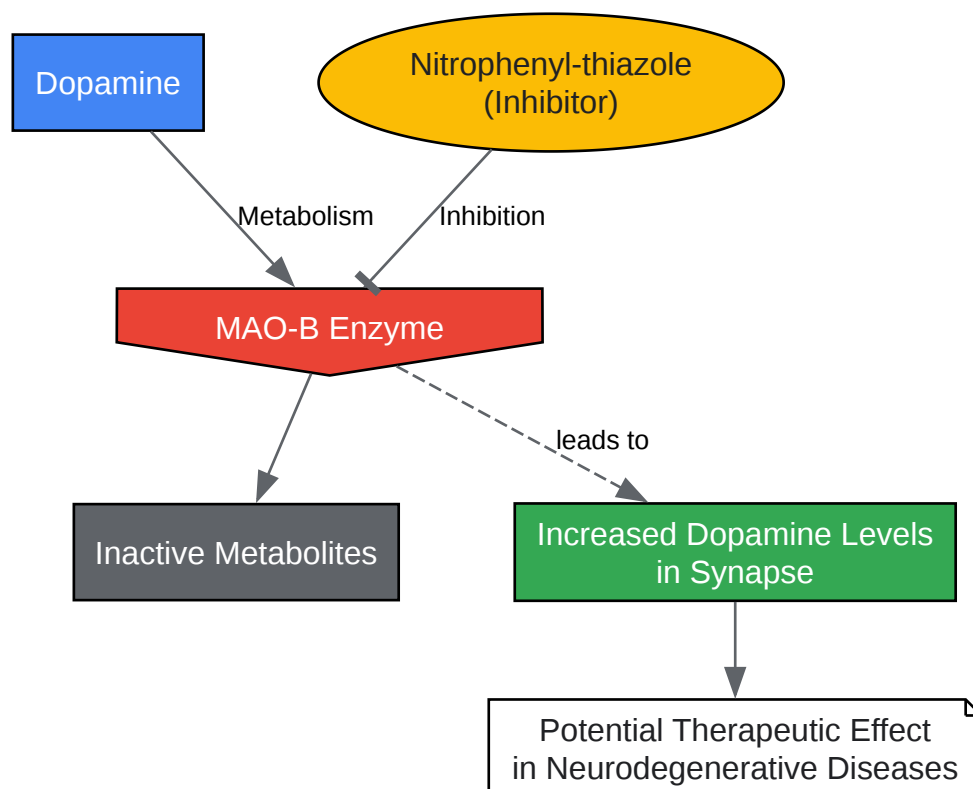 Dopamine
Nitrophenyl-thiazole
(Inhibitor)
Metabolism
Inhibition
MAO-B Enzyme
leads to
Inactive Metabolites
Increased Dopamine Levels
in Synapse
Potential Therapeutic Effect
in Neurodegenerative Diseases